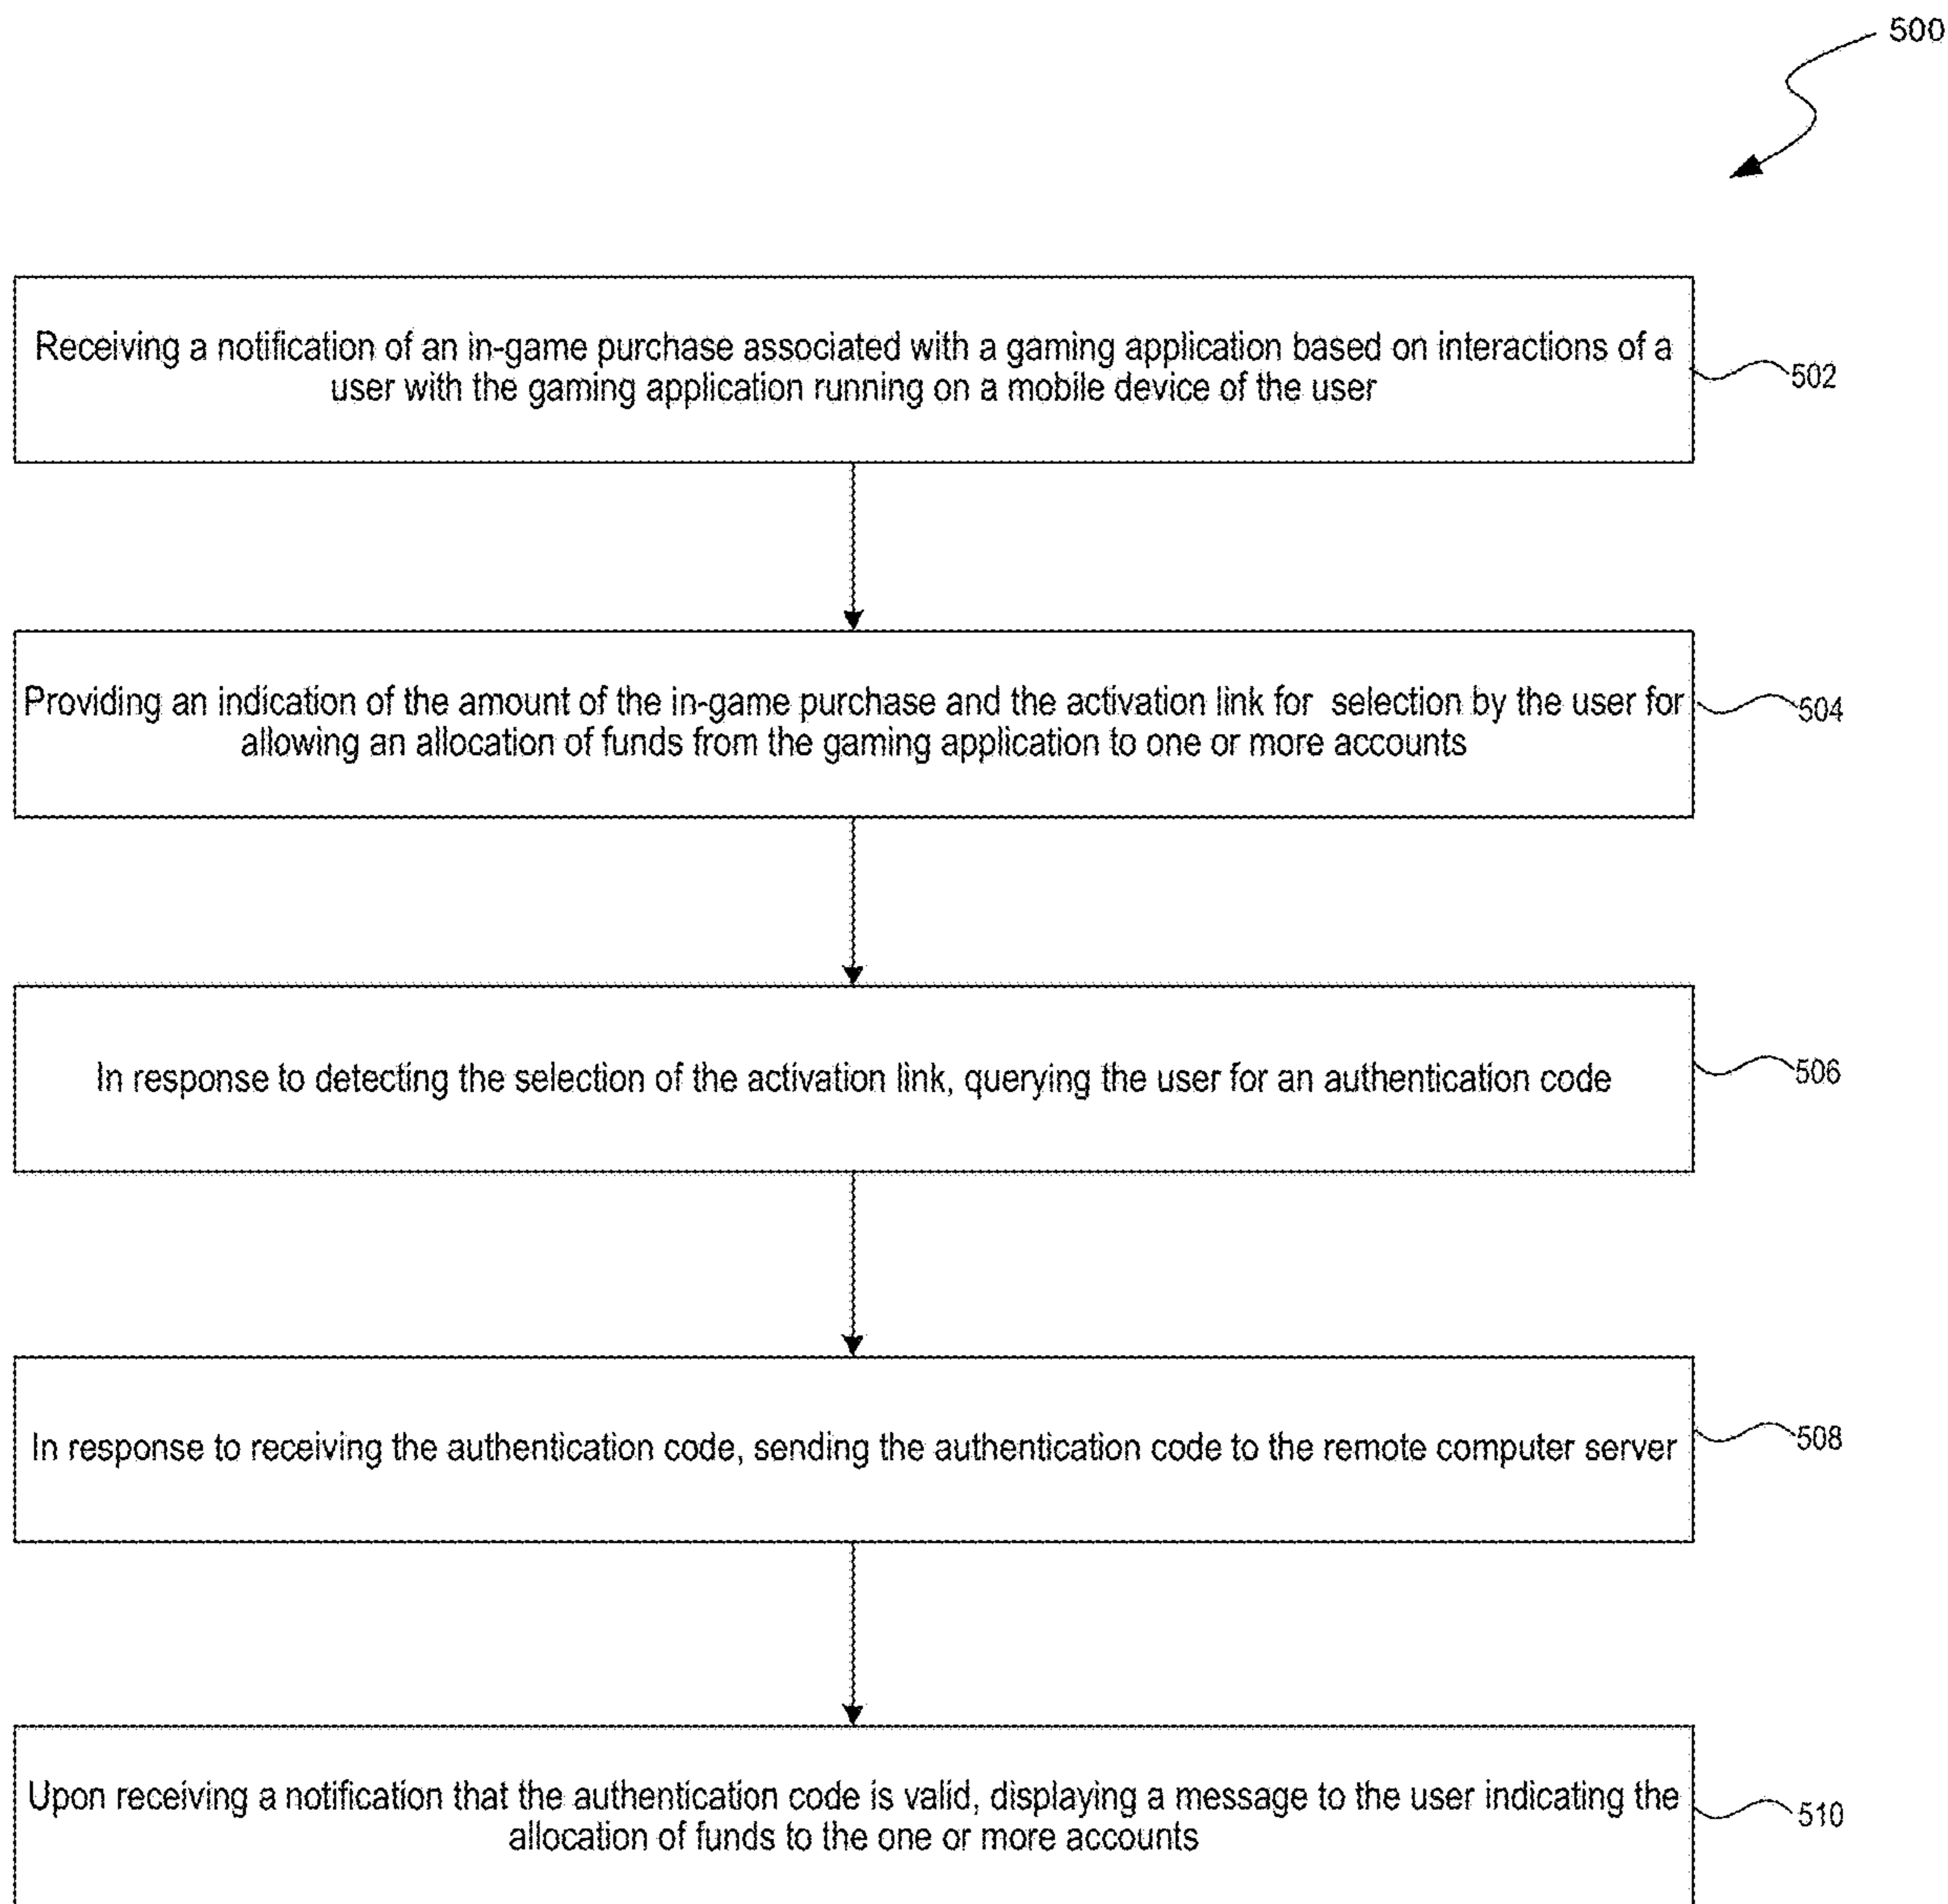 500
Receiving a notification of an in-game purchase associated with a gaming application based on interactions of a
user with the gaming application running on a mobile device of the user
502
Providing an indication of the amount of the in-game purchase and the activation link for selection by the user for
allowing an allocation of funds from the gaming application to one or more accounts
504
In response to detecting the selection of the activation link, querying the user for an authentication code
506
In response to receiving the authentication code, sending the authentication code to the remote computer server
508
Upon receiving a notification that the authentication code is valid, displaying a message to the user indicating the
allocation of funds to the one or more accounts
510